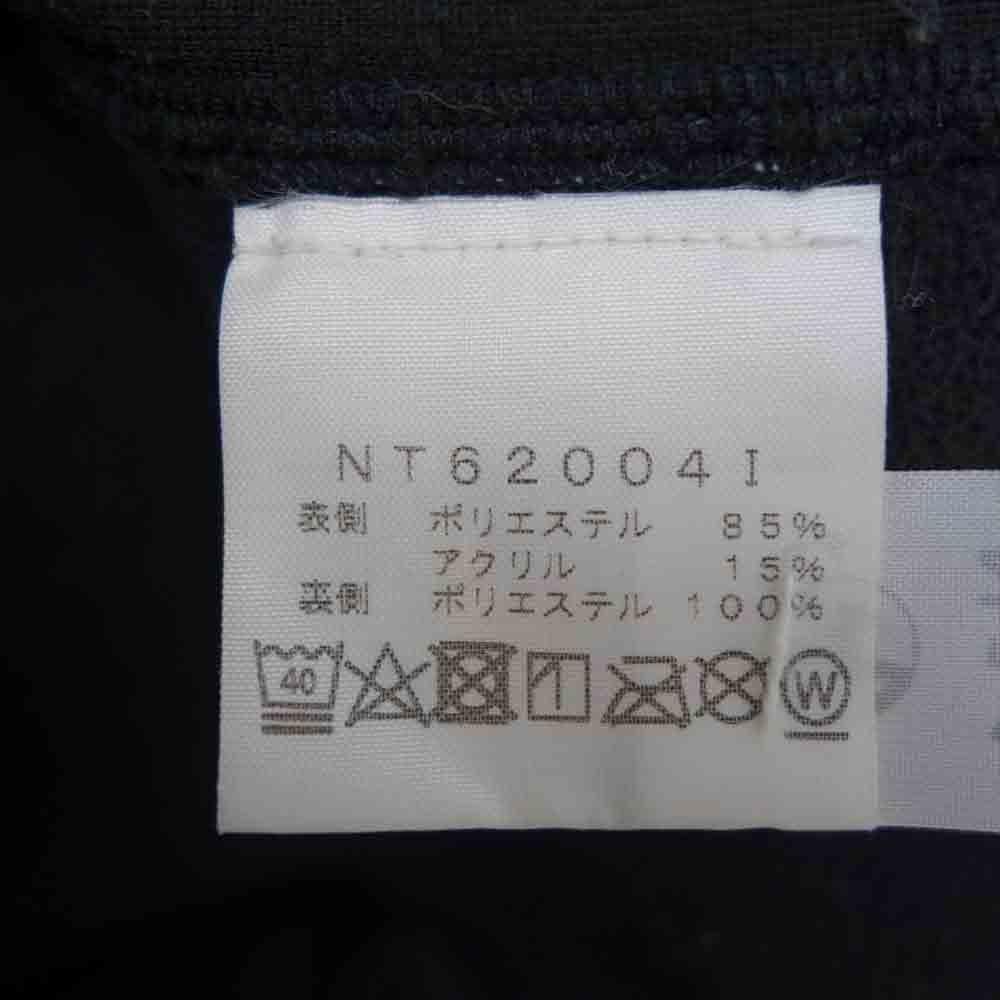 NT62004I
表側 ポリエステル 85%
アクリル 15%
裏側 ポリエステル 100%
40 W